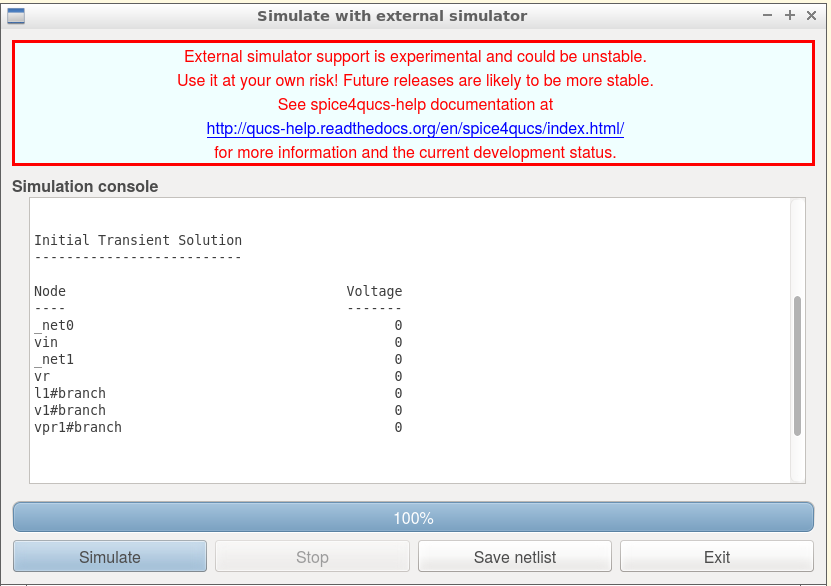 Simulate with external simulator
External simulator support is experimental and could be unstable.
Use it at your own risk! Future releases are likely to be more stable.
See spice4qucs-help documentation at
http://qucs-help.readthedocs.org/en/spice4qucs/index.html/
for more information and the current development status.
Simulation console
Initial Transient Solution
--------------------------
Node Voltage
---- -------
_net0 0
vin 0
_net1 0
vr 0
l1#branch 0
v1#branch 0
vpr1#branch 0
100%
Simulate Stop Save netlist Exit